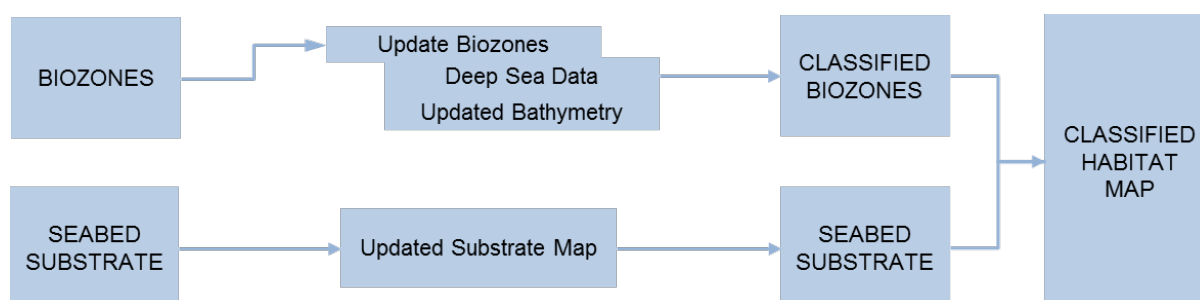 BIOZONES
Update Biozones
Deep Sea Data
Updated Bathymetry
CLASSIFIED
BIOZONES
SEABED
SUBSTRATE
Updated Substrate Map
SEABED
SUBSTRATE
CLASSIFIED
HABITAT
MAP